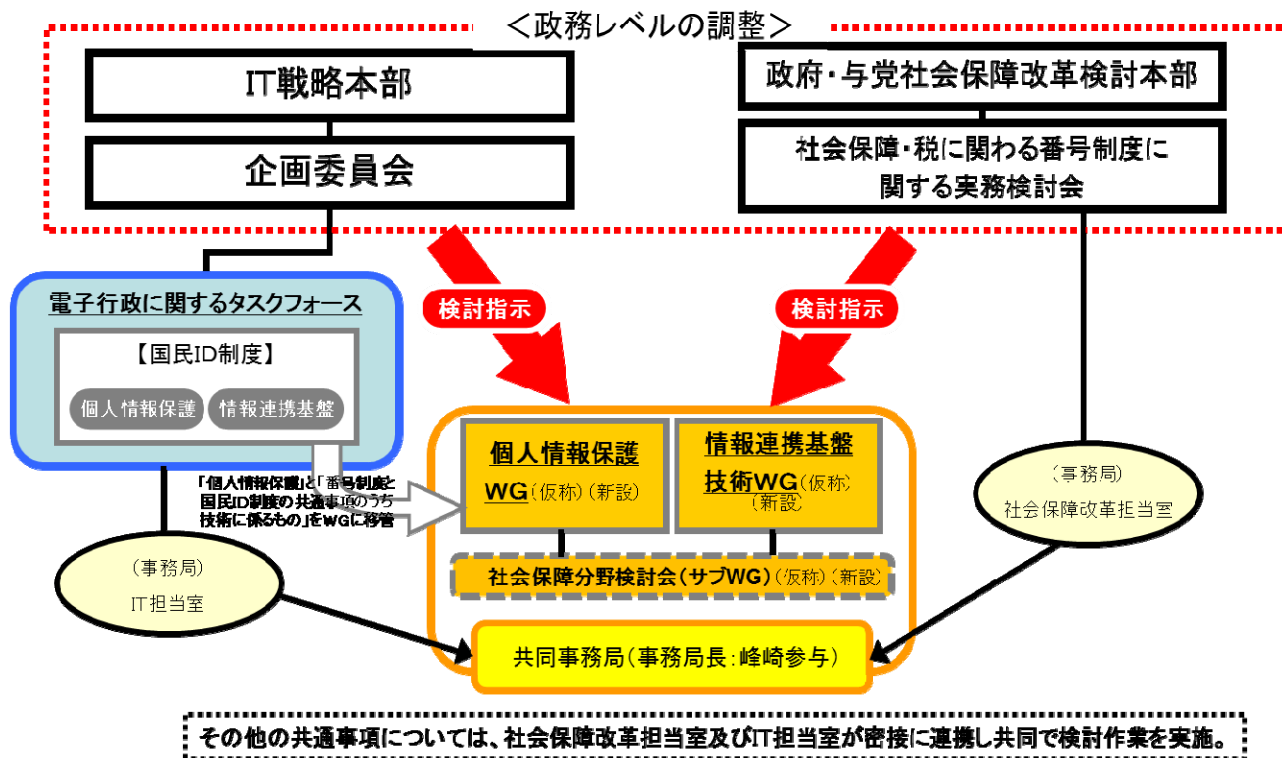 ＜政務レベルの調整＞
IT戦略本部
企画委員会
政府・与党社会保障改革検討本部
社会保障・税に関わる番号制度に
関する実務検討会
電子行政に関するタスクフォース
【国民ID制度】
個人情報保護
情報連携基盤
検討指示
検討指示
「個人情報保護」と「番号制度と
国民ID制度の共通事項のうち
技術に係るもの」をWGに移管
個人情報保護
WG(仮称)(新設)
情報連携基盤
技術WG(仮称)
(新設)
社会保障分野検討会(サブWG)(仮称)(新設)
(事務局)
IT担当室
(事務局)
社会保障改革担当室
共同事務局(事務局長:峰崎参与)
その他の共通事項については、社会保障改革担当室及びIT担当室が密接に連携し共同で検討作業を実施。